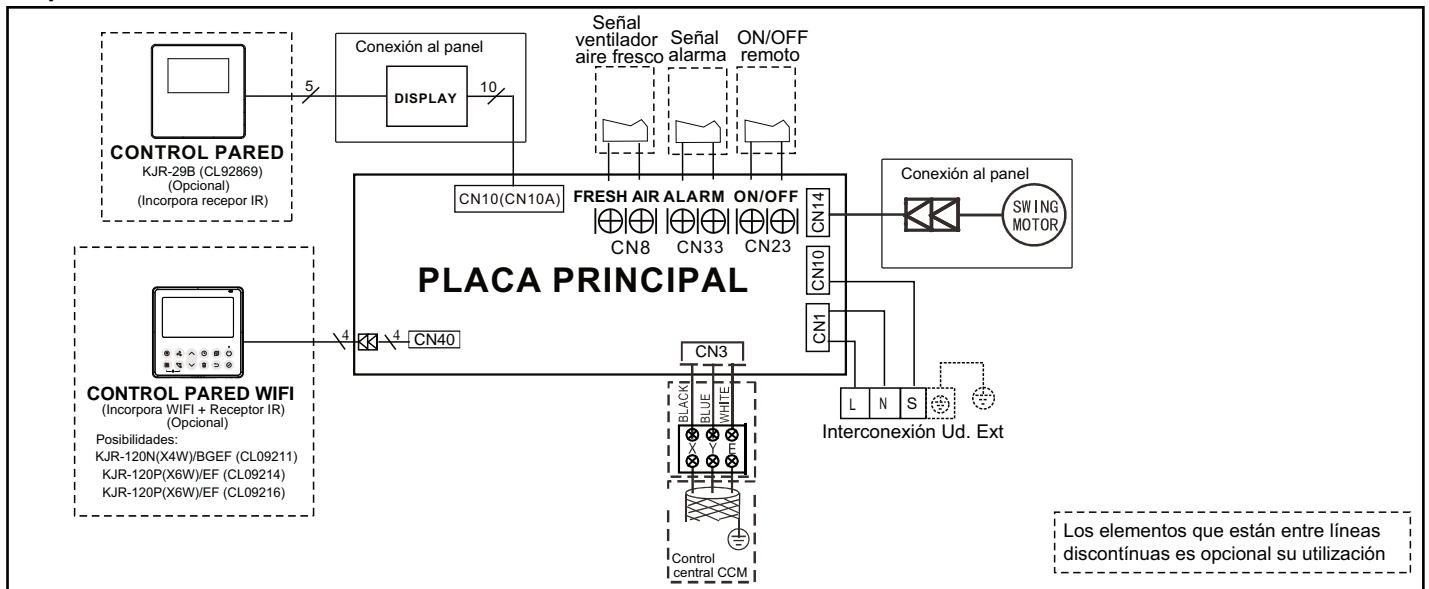 Señal
ventilador
aire fresco
Señal
alarma
ON/OFF
remoto
Conexión al panel
5
DISPLAY
10
CONTROL PARED
KJR-29B (CL92869)
(Opcional)
(Incorpora recepor IR)
CN10(CN10A)
FRESH AIR ALARM ON/OFF
CN8 CN33 CN23
CN14
CN10
CN1
Conexión al panel
SWING
MOTOR
PLACA PRINCIPAL
4
4
CN40
CN3
CONTROL PARED WIFI
(Incorpora WIFI + Receptor IR)
(Opcional)
Posibilidades:
KJR-120N(X4W)/BGEF (CL09211)
KJR-120P(X6W)/EF (CL09214)
KJR-120P(X6W)/EF (CL09216)
BLACK
BLUE
WHITE
X Y E
L N S
Interconexión Ud. Ext
Control
central CCM
Los elementos que están entre líneas
discontínuas es opcional su utilización